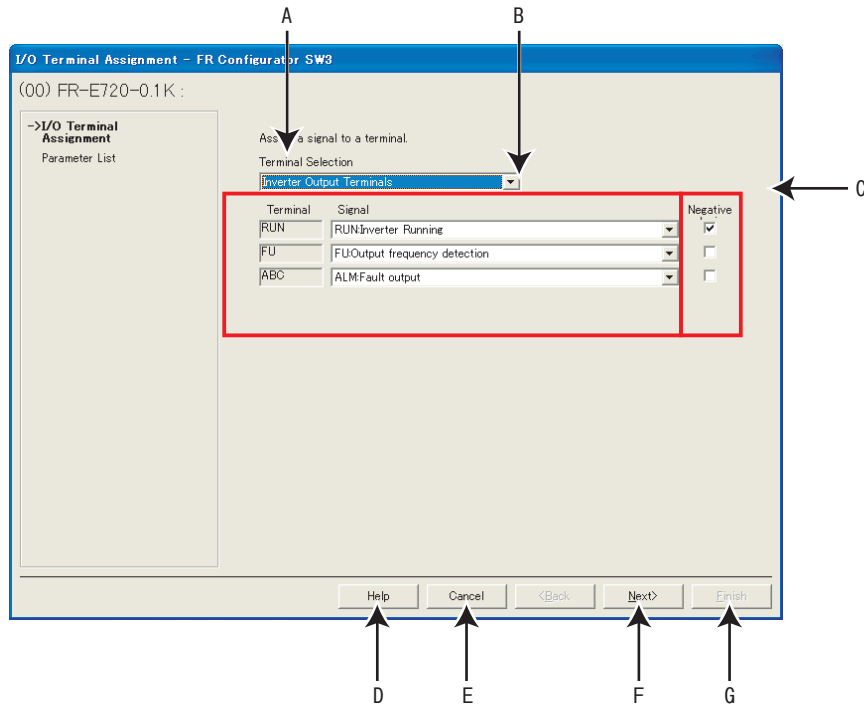 A B
I/O Terminal Assignment - FR Configurator SW3
(00) FR-E720-0.1K :
->I/O Terminal
Assignment
Parameter List
a signal to a terminal.
Terminal Selection
Inverter Output Terminals
C
Terminal Signal Negative
RUN RUN:Inverter Running
FU FU:Output frequency detection
ABC ALM:Fault output
Help Cancel <Back Next> Finish
D E F G